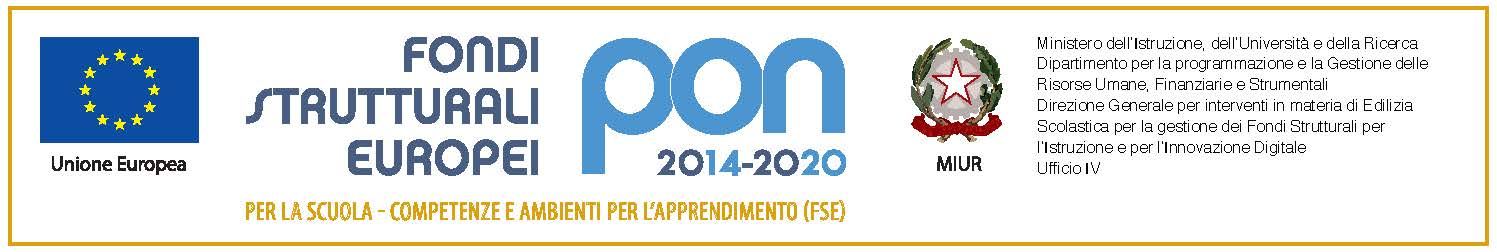 Unione Europea
FONDI
STRUTTURALI
EUROPEI
pon
2014-2020
PER LA SCUOLA - COMPETENZE E AMBIENTI PER L'APPRENDIMENTO (FSE)
MIUR
Ministero dell'Istruzione, dell'Università e della Ricerca
Dipartimento per la programmazione e la Gestione delle
Risorse Umane, Finanziarie e Strumentali
Direzione Generale per interventi in materia di Edilizia
Scolastica per la gestione dei Fondi Strutturali per
l'Istruzione e per l'Innovazione Digitale
Ufficio IV